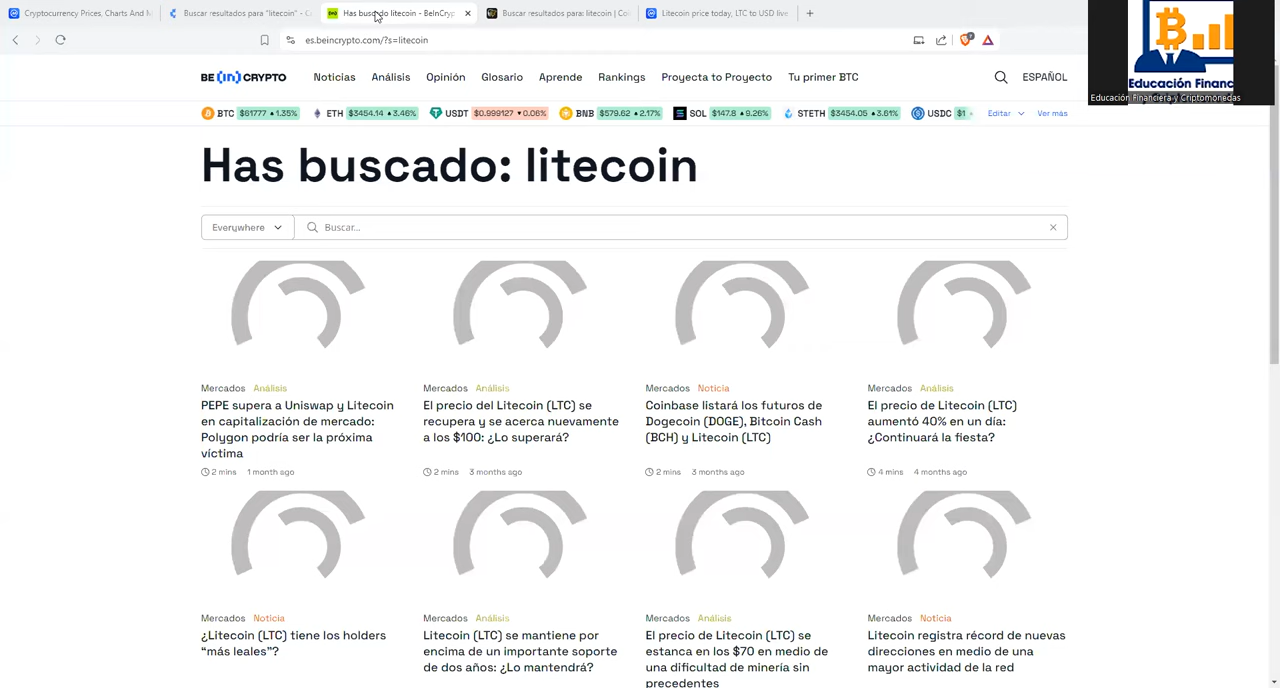 Cryptocurrency Prices, Charts And M
Buscar resultados para "litecoin" - C
Has buscado litecoin - BeInCryp
Buscar resultados para: litecoin | Coi
Litecoin price today, LTC to USD live
es.beincrypto.com/?s=litecoin
Educación Financ
Educación Financiera y Criptomonedas
BE [IN] CRYPTO
Noticias
Análisis
Opinión
Glosario
Aprende
Rankings
Proyecta to Proyecto
Tu primer BTC
ESPAÑOL
BTC $61777 ▲1.35%
ETH $3454.14 ▲3.46%
USDT $0.999127 ▼0.06%
BNB $579.62 ▲2.17%
SOL $147.8 ▲9.26%
STETH $3454.05 ▲3.61%
USDC $1
Editar
Ver más
Has buscado: litecoin
Everywhere
Buscar...
Mercados Análisis
PEPE supera a Uniswap y Litecoin
en capitalización de mercado:
Polygon podría ser la próxima
víctima
2 mins 1 month ago
Mercados Análisis
El precio del Litecoin (LTC) se
recupera y se acerca nuevamente
a los $100: ¿Lo superará?
2 mins 3 months ago
Mercados Noticia
Coinbase listará los futuros de
Dogecoin (DOGE), Bitcoin Cash
(BCH) y Litecoin (LTC)
2 mins 3 months ago
Mercados Análisis
El precio de Litecoin (LTC)
aumentó 40% en un día:
¿Continuará la fiesta?
4 mins 4 months ago
Mercados Noticia
¿Litecoin (LTC) tiene los holders
“más leales”?
Mercados Análisis
Litecoin (LTC) se mantiene por
encima de un importante soporte
de dos años: ¿Lo mantendrá?
Mercados Análisis
El precio de Litecoin (LTC) se
estanca en los $70 en medio de
una dificultad de minería sin
precedentes
Mercados Noticia
Litecoin registra récord de nuevas
direcciones en medio de una
mayor actividad de la red